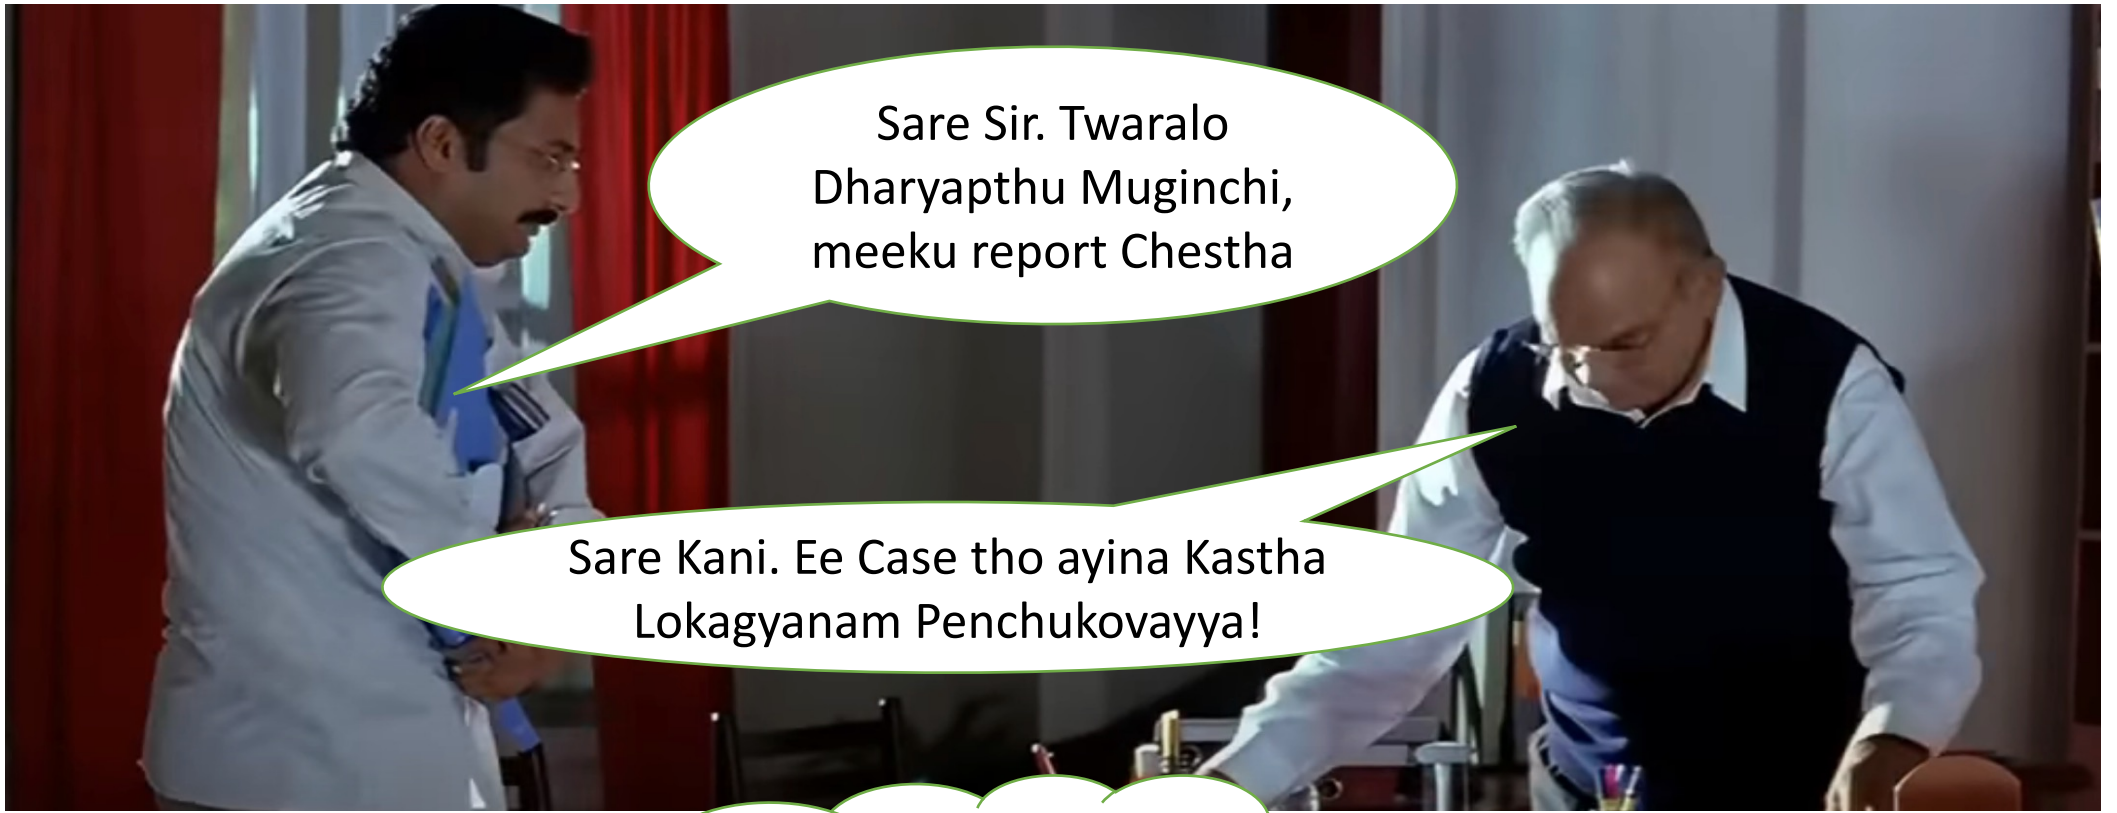 Sare Sir. Twaralo
Dharyapthu Muginchi,
meeku report Chestha
Sare Kani. Ee Case tho ayina Kastha
Lokagyanam Penchukovayya!